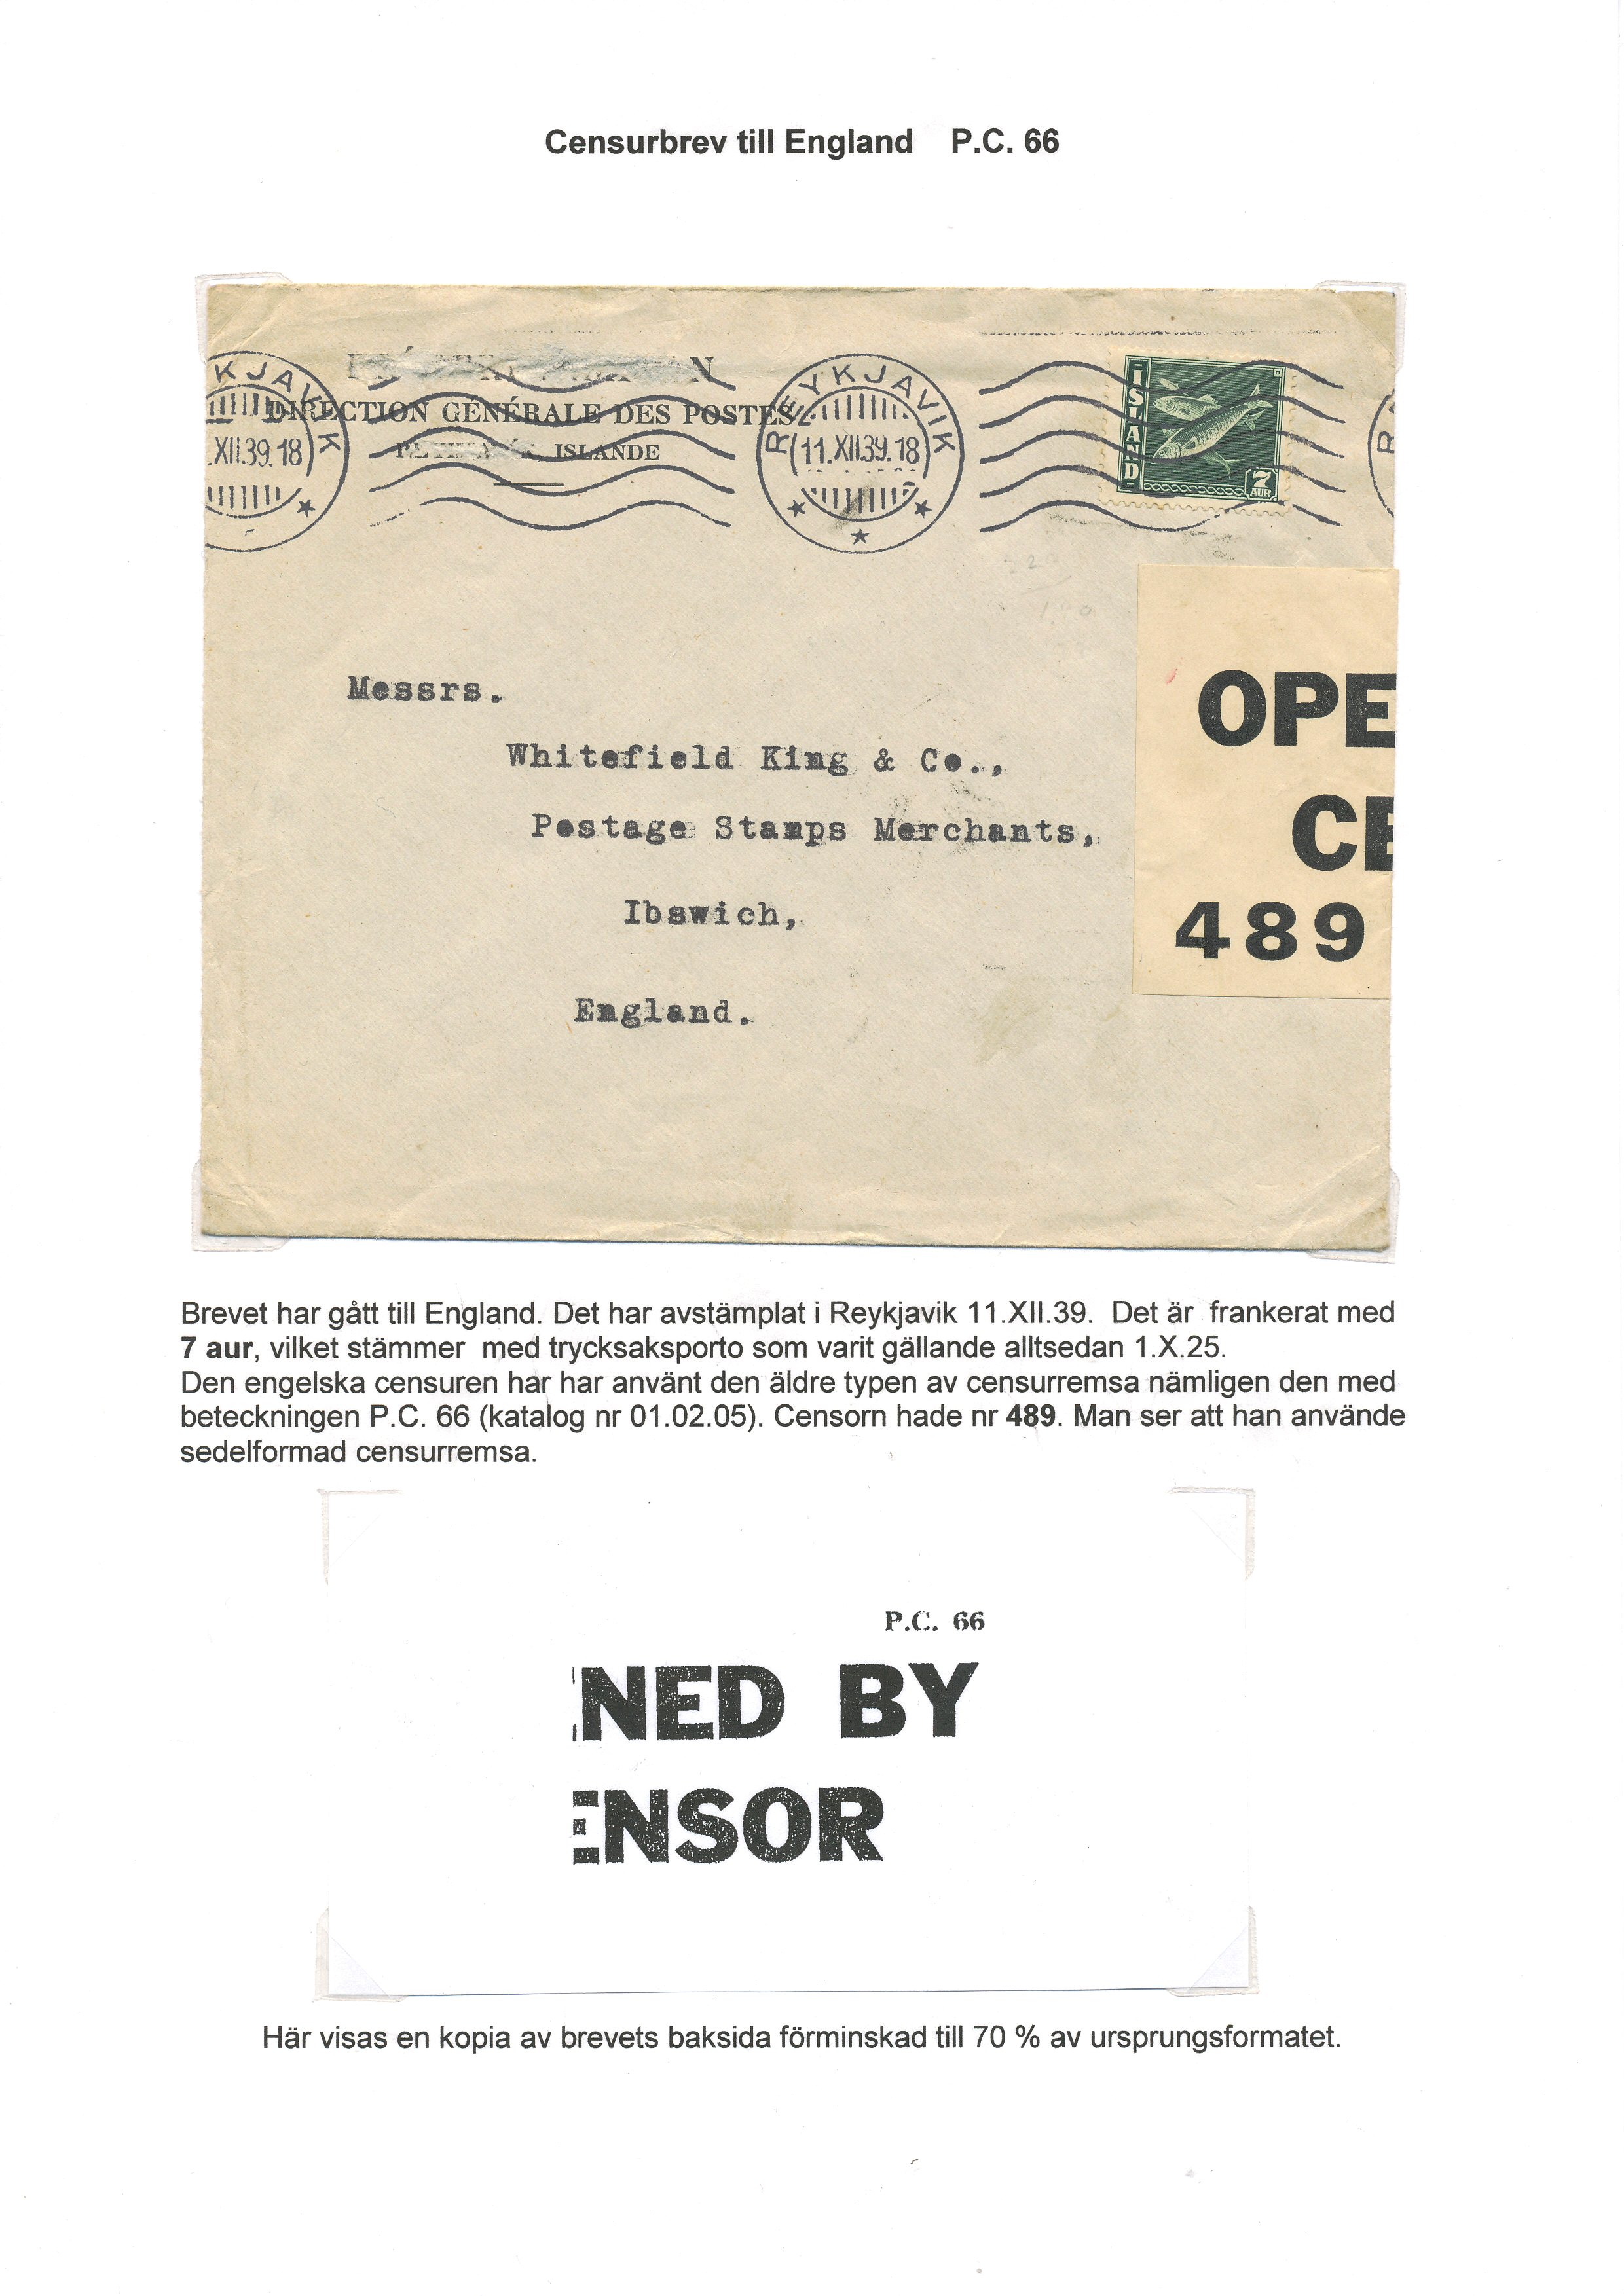 Censurbrev till England P.C. 66
KJAVIK
.XII.39.18
DIRECTION GÉNÉRALE DES POSTES
ISLANDE
REYKJAVIK
11.XII.39.18
ISLAND
7
AUR
R
Messrs.
Whitefield King & Co.,
Postage Stamps Merchants,
Ibswich,
England.
OPE
CE
489
Brevet har gått till England. Det har avstämplat i Reykjavik 11.XII.39. Det är frankerat med
7 aur, vilket stämmer med trycksaksporto som varit gällande alltsedan 1.X.25.
Den engelska censuren har har använt den äldre typen av censurremsa nämligen den med
beteckningen P.C. 66 (katalog nr 01.02.05). Censorn hade nr 489. Man ser att han använde
sedelformad censurremsa.
P.C. 66
NED BY
ENSOR
Här visas en kopia av brevets baksida förminskad till 70 % av ursprungsformatet.